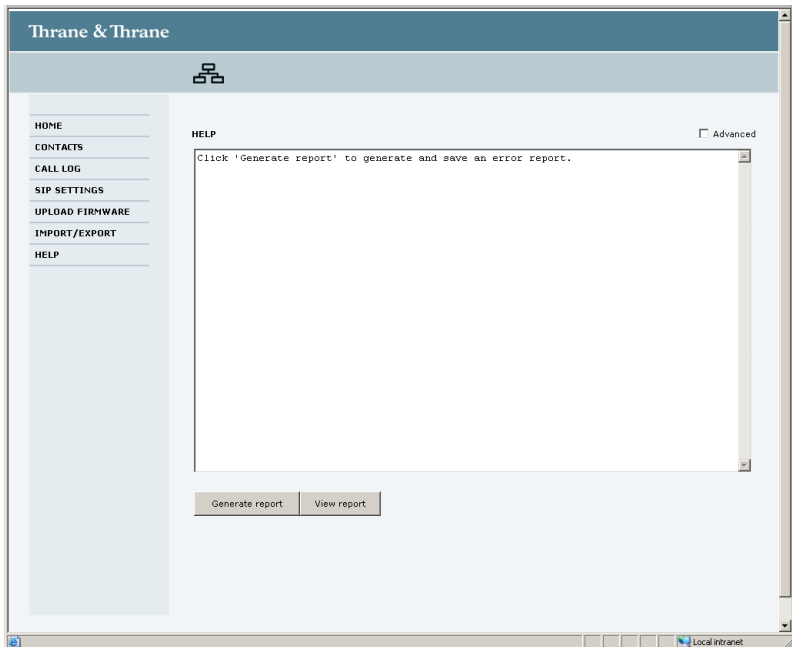 Thrane & Thrane
HOME
CONTACTS
CALL LOG
SIP SETTINGS
UPLOAD FIRMWARE
IMPORT/EXPORT
HELP
HELP
Advanced
Click 'Generate report' to generate and save an error report.
Generate report
View report
Local intranet